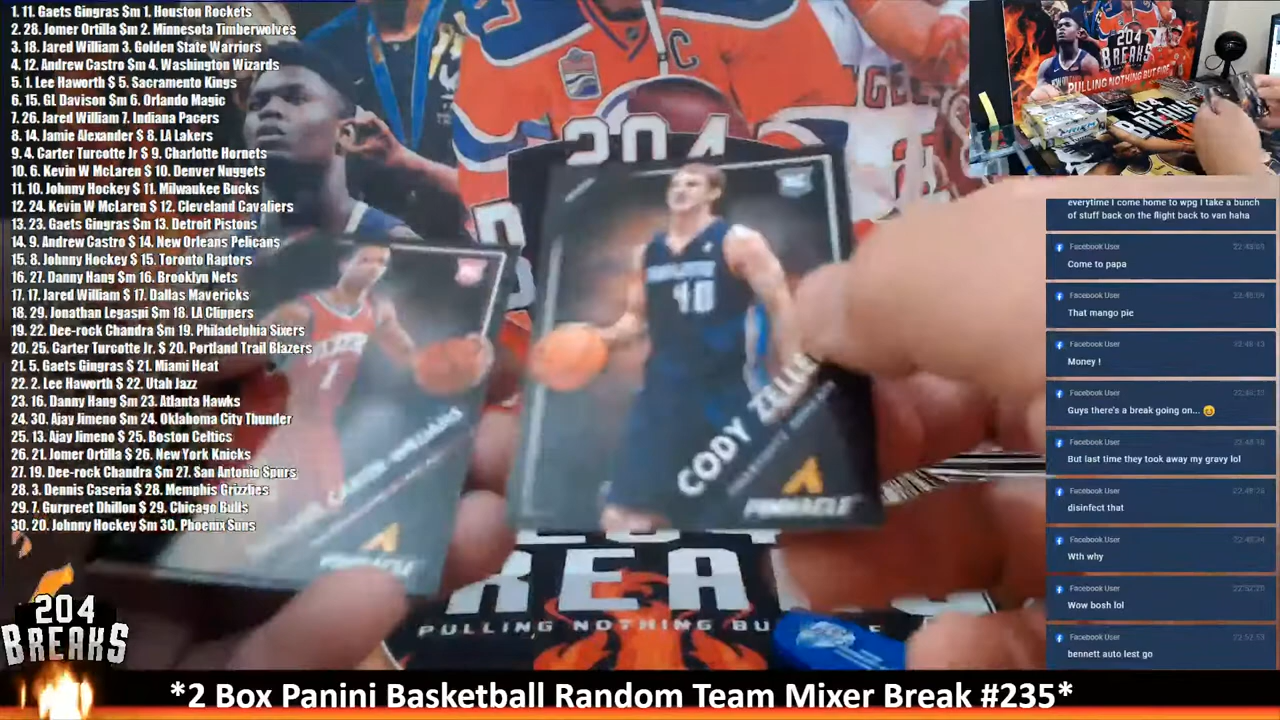 1. 11. Gaets Gingras $m 1. Houston Rockets
2. 28. Jomer Ortilla $m 2. Minnesota Timberwolves
3. 18. Jared William 3. Golden State Warriors
4. 12. Andrew Castro $m 4. Washington Wizards
5. 1. Lee Haworth $ 5. Sacramento Kings
6. 15. GL Davison $m 6. Orlando Magic
7. 26. Jared William 7. Indiana Pacers
8. 14. Jamie Alexander $ 8. LA Lakers
9. 4. Carter Turcotte Jr $ 9. Charlotte Hornets
10. 6. Kevin W McLaren $ 10. Denver Nuggets
11. 10. Johnny Hockey $ 11. Milwaukee Bucks
12. 24. Kevin W McLaren $ 12. Cleveland Cavaliers
13. 23. Gaets Gingras $m 13. Detroit Pistons
14. 9. Andrew Castro $ 14. New Orleans Pelicans
15. 8. Johnny Hockey $ 15. Toronto Raptors
16. 27. Danny Hang $m 16. Brooklyn Nets
17. 17. Jared William $ 17. Dallas Mavericks
18. 29. Jonathan Legaspi $m 18. LA Clippers
19. 22. Dee-rock Chandra $m 19. Philadelphia Sixers
20. 25. Carter Turcotte Jr. $ 20. Portland Trail Blazers
21. 5. Gaets Gingras $ 21. Miami Heat
22. 2. Lee Haworth $ 22. Utah Jazz
23. 16. Danny Hang $m 23. Atlanta Hawks
24. 30. Ajay Jimeno $m 24. Oklahoma City Thunder
25. 13. Ajay Jimeno $ 25. Boston Celtics
26. 21. Jomer Ortilla $ 26. New York Knicks
27. 19. Dee-rock Chandra $m 27. San Antonio Spurs
28. 3. Dennis Caseria $ 28. Memphis Grizzlies
29. 7. Gurpreet Dhillon $ 29. Chicago Bulls
30. 20. Johnny Hockey $m 30. Phoenix Suns
204
BREAKS
C
204
40
CODY ZELLE
PINNACLE
1
PINNACLE
REA
PULLING NOTHING BU
204
BREAKS
PULLING NOTHING BUT FIRE
204
BREAKS
everytime I come home to wpg I take a bunch
of stuff back on the flight back to van haha
Facebook User
Come to papa
Facebook User
That mango pie
Facebook User
Money !
Facebook User
Guys there's a break going on... 😄
Facebook User
But last time they took away my gravy lol
Facebook User
disinfect that
Facebook User
Wth why
Facebook User
Wow bosh lol
Facebook User
bennett auto lest go
*2 Box Panini Basketball Random Team Mixer Break #235*